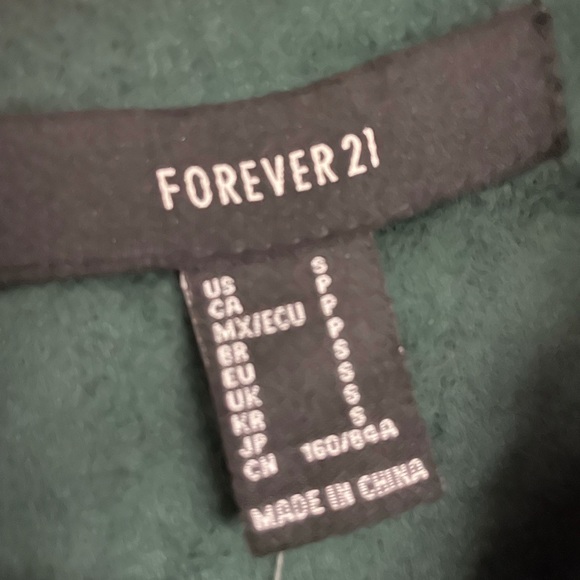 FOREVER 21
US S
CA P
MX/ECU P
BR P
EU S
UK S
KR S
JP S
CN 160/84A
MADE IN CHINA